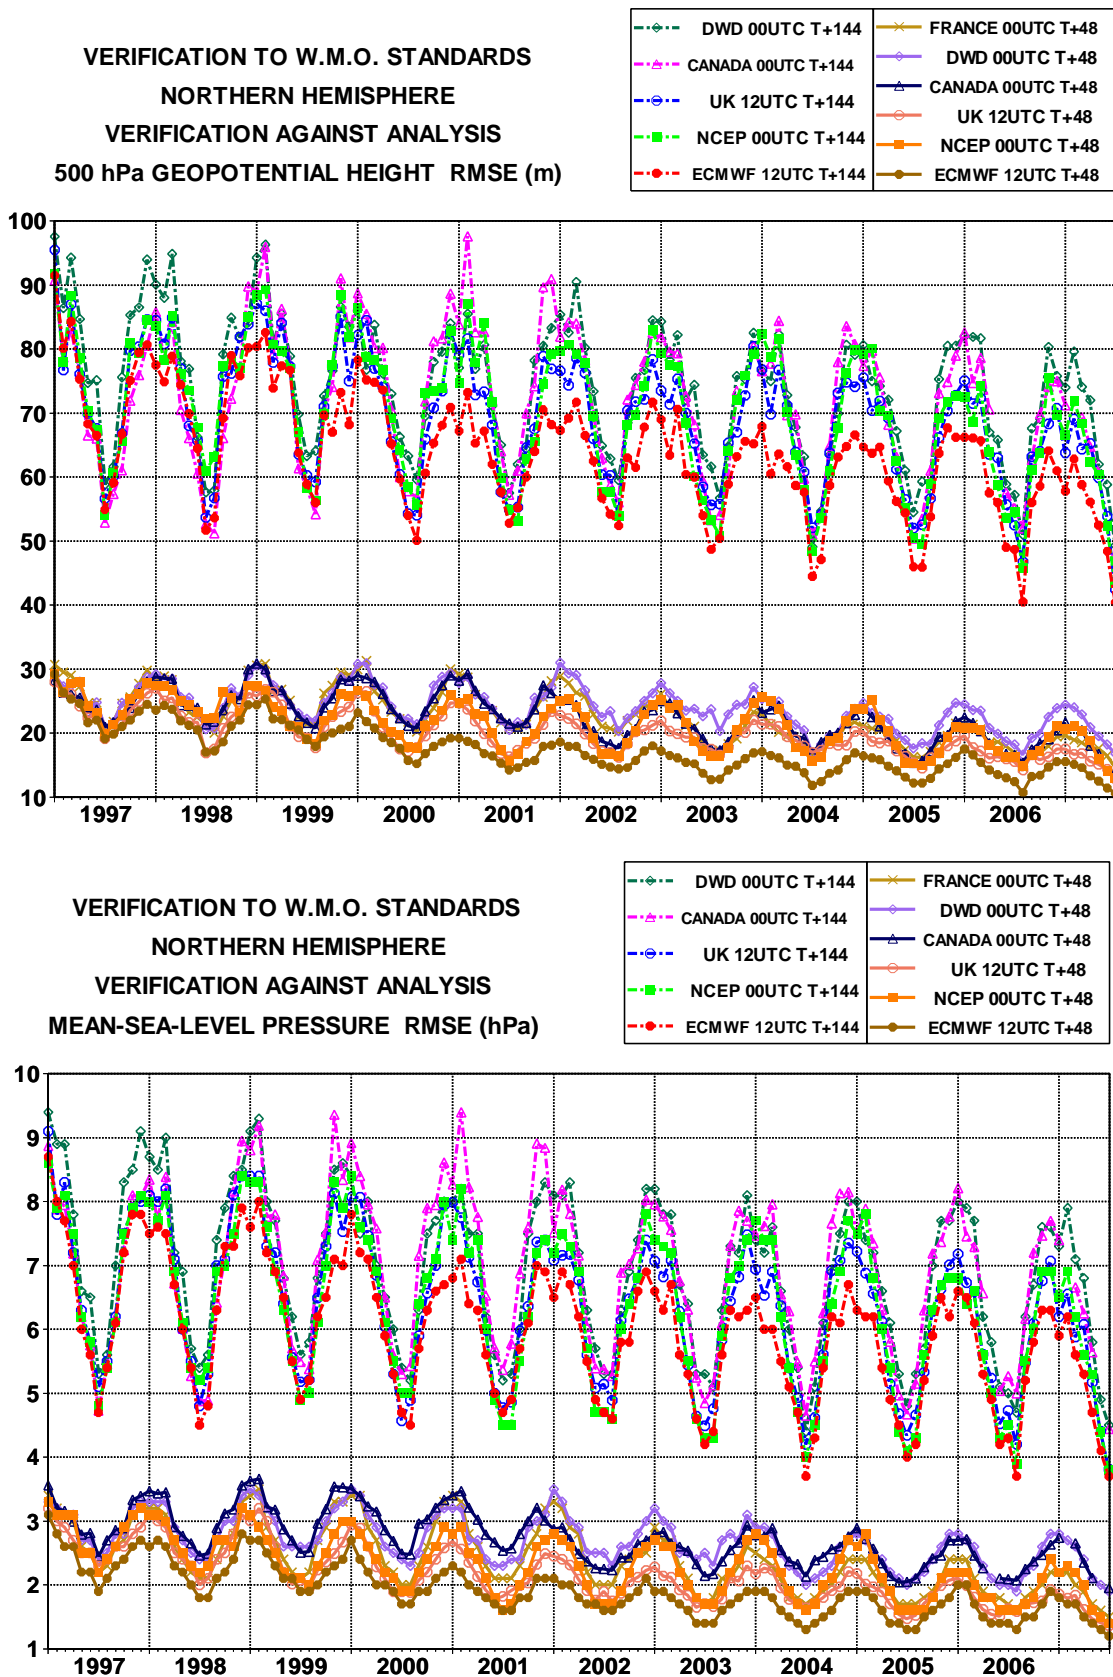 VERIFICATION TO W.M.O. STANDARDS
NORTHERN HEMISPHERE
VERIFICATION AGAINST ANALYSIS
500 hPa GEOPOTENTIAL HEIGHT RMSE (m)
DWD 00UTC T+144
CANADA 00UTC T+144
UK 12UTC T+144
NCEP 00UTC T+144
ECMWF 12UTC T+144
FRANCE 00UTC T+48
DWD 00UTC T+48
CANADA 00UTC T+48
UK 12UTC T+48
NCEP 00UTC T+48
ECMWF 12UTC T+48
100
90
80
70
60
50
40
30
20
10
1997 1998 1999 2000 2001 2002 2003 2004 2005 2006
VERIFICATION TO W.M.O. STANDARDS
NORTHERN HEMISPHERE
VERIFICATION AGAINST ANALYSIS
MEAN-SEA-LEVEL PRESSURE RMSE (hPa)
DWD 00UTC T+144
CANADA 00UTC T+144
UK 12UTC T+144
NCEP 00UTC T+144
ECMWF 12UTC T+144
FRANCE 00UTC T+48
DWD 00UTC T+48
CANADA 00UTC T+48
UK 12UTC T+48
NCEP 00UTC T+48
ECMWF 12UTC T+48
10
9
8
7
6
5
4
3
2
1
1997 1998 1999 2000 2001 2002 2003 2004 2005 2006